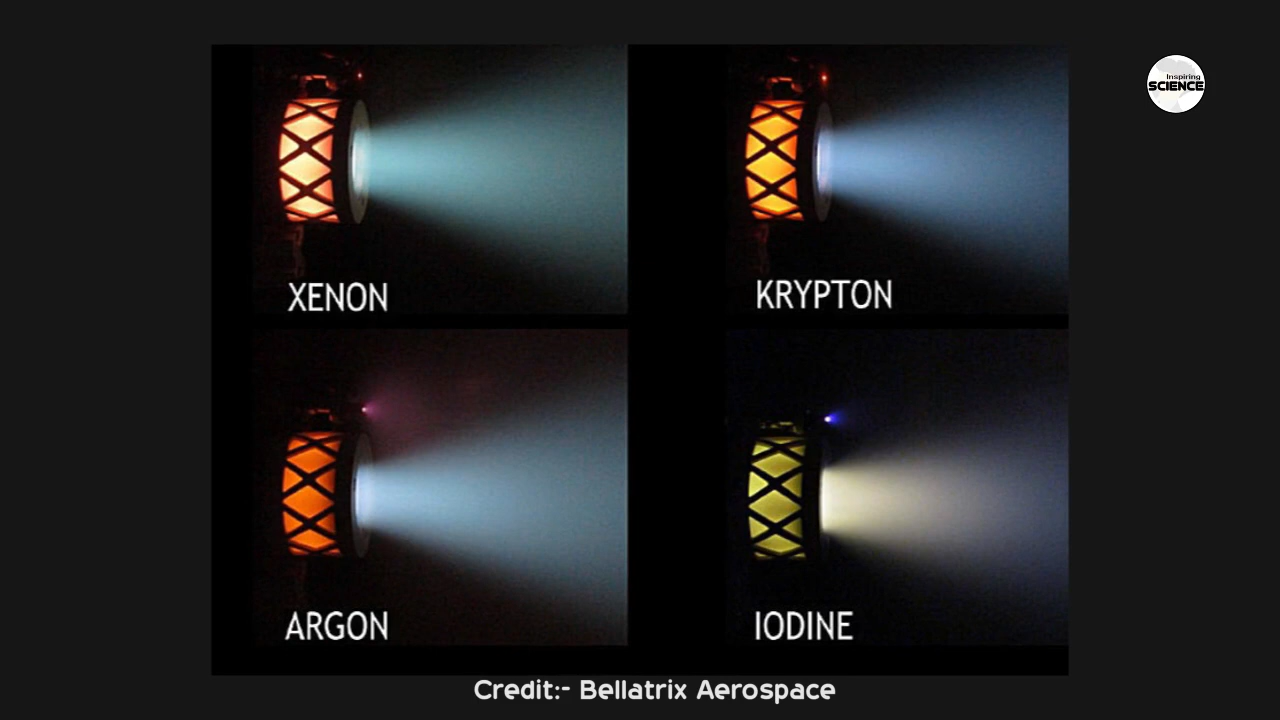 Inspiring
SCIENCE
XENON
KRYPTON
ARGON
IODINE
Credit:- Bellatrix Aerospace